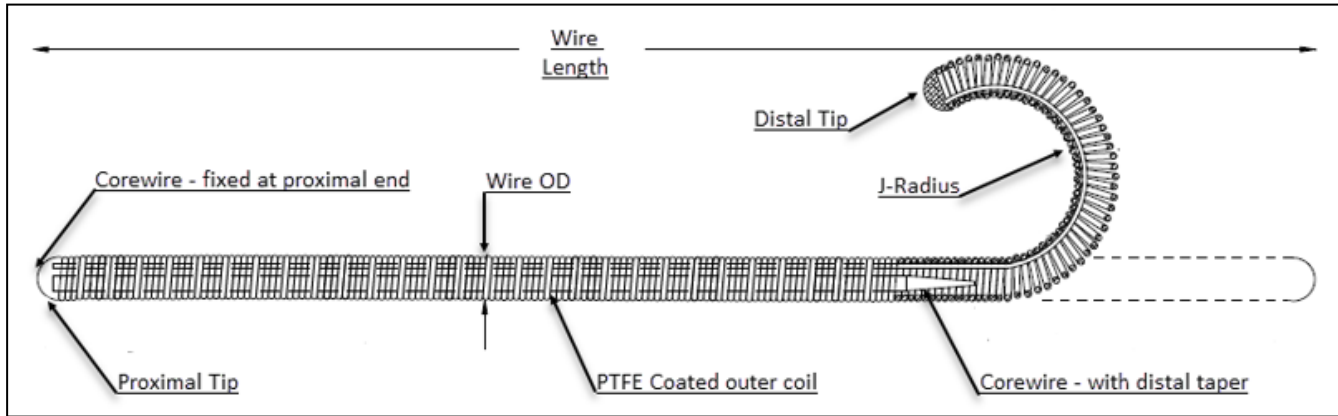 Wire
Length
Distal Tip
Corewire - fixed at proximal end
Wire OD
J-Radius
Proximal Tip
PTFE Coated outer coil
Corewire - with distal taper